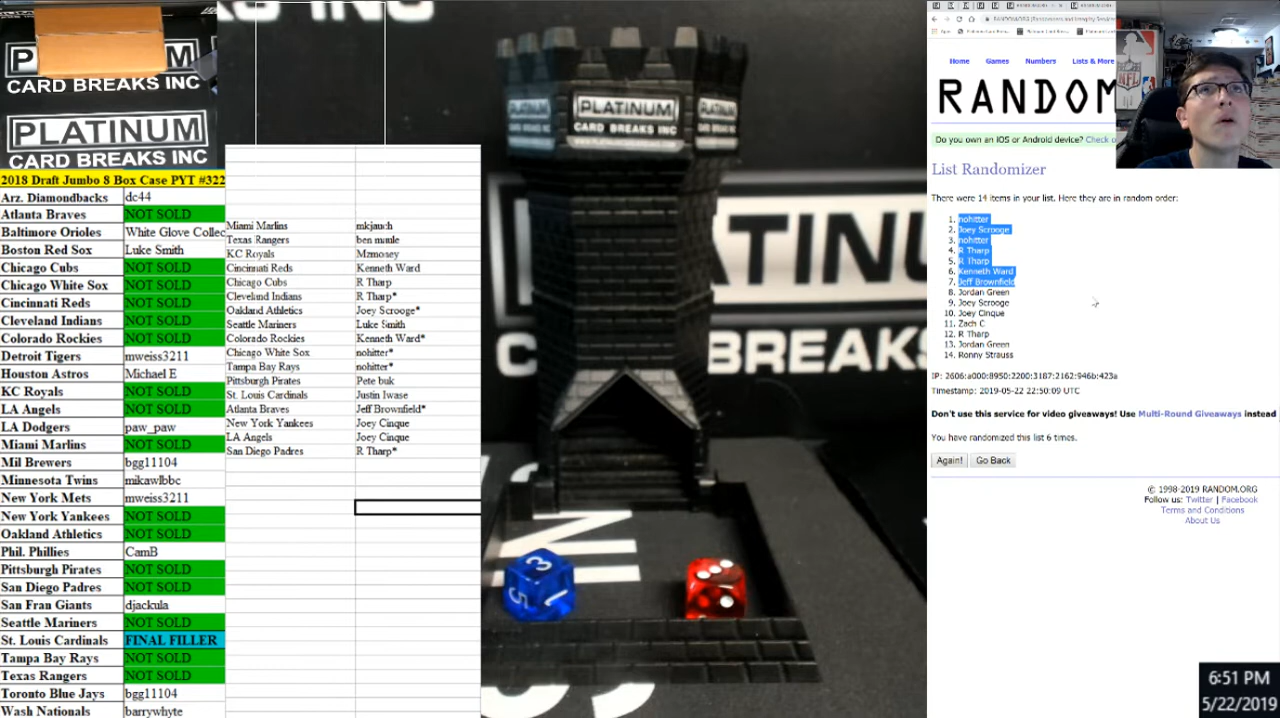 PLATINUM
CARD BREAKS INC
PLATINUM
CARD BREAKS INC
2018 Draft Jumbo 8 Box Case PYT #322
Arz. Diamondbacks dc44
Atlanta Braves NOT SOLD
Baltimore Orioles White Glove Collec
Boston Red Sox Luke Smith
Chicago Cubs NOT SOLD
Chicago White Sox NOT SOLD
Cincinnati Reds NOT SOLD
Cleveland Indians NOT SOLD
Colorado Rockies NOT SOLD
Detroit Tigers mweiss3211
Houston Astros Michael E
KC Royals NOT SOLD
LA Angels NOT SOLD
LA Dodgers paw_paw
Miami Marlins NOT SOLD
Mil Brewers bgg11104
Minnesota Twins mikawlbbc
New York Mets mweiss3211
New York Yankees NOT SOLD
Oakland Athletics NOT SOLD
Phil. Phillies CamB
Pittsburgh Pirates NOT SOLD
San Diego Padres NOT SOLD
San Fran Giants djackula
Seattle Mariners NOT SOLD
St. Louis Cardinals FINAL FILLER
Tampa Bay Rays NOT SOLD
Texas Rangers NOT SOLD
Toronto Blue Jays bgg11104
Wash Nationals barrywhyte
Miami Marlins mkjauch
Texas Rangers ben maule
KC Royals Mzmoney
Cincinnati Reds Kenneth Ward
Chicago Cubs R Tharp
Cleveland Indians R Tharp*
Oakland Athletics Joey Scrooge*
Seattle Mariners Luke Smith
Colorado Rockies Kenneth Ward*
Chicago White Sox nohitter*
Tampa Bay Rays nohitter*
Pittsburgh Pirates Pete buk
St. Louis Cardinals Justin Iwase
Atlanta Braves Jeff Brownfield*
New York Yankees Joey Cinque
LA Angels Joey Cinque
San Diego Padres R Tharp*
CARD BREAKS INC
PLATINUM
CARD BREAKS INC
TINU
C BREAKS
3
5 1
Home Games Numbers Lists & More
RANDOM
Do you own an iOS or Android device? Check o
List Randomizer
There were 14 items in your list. Here they are in random order:
1. nohitter
2. Joey Scrooge
3. nohitter
4. R Tharp
5. R Tharp
6. Kenneth Ward
7. Jeff Brownfield
8. Jordan Green
9. Joey Scrooge
10. Joey Cinque
11. Zach C
12. R Tharp
13. Jordan Green
14. Ronny Strauss
IP: 2606:a000:8950:2200:3187:2162:946b:423a
Timestamp: 2019-05-22 22:50:09 UTC
Don't use this service for video giveaways! Use Multi-Round Giveaways instead
You have randomized this list 6 times.
Again! Go Back
© 1998-2019 RANDOM.ORG
Follow us: Twitter | Facebook
Terms and Conditions
About Us
NFL
6:51 PM
5/22/2019